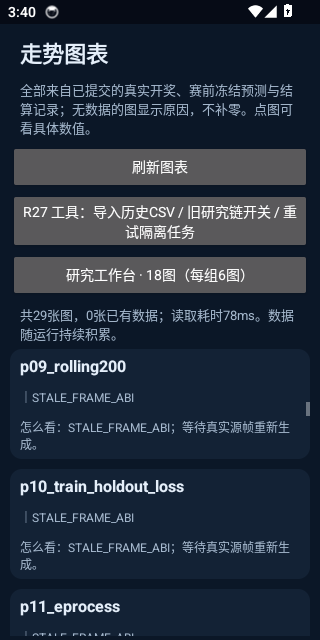 3:40
走势图表
全部来自已提交的真实开奖、赛前冻结预测与结
算记录；无数据的图显示原因，不补零。点图可
看具体数值。
刷新图表
R27 工具：导入历史CSV / 旧研究链开关 / 重
试隔离任务
研究工作台 · 18图（每组6图）
共29张图，0张已有数据；读取耗时78ms。数据
随运行持续积累。
p09_rolling200
｜STALE_FRAME_ABI
怎么看：STALE_FRAME_ABI；等待真实源帧重新生
成。
p10_train_holdout_loss
｜STALE_FRAME_ABI
怎么看：STALE_FRAME_ABI；等待真实源帧重新生
成。
p11_eprocess
｜STALE_FRAME_ABI